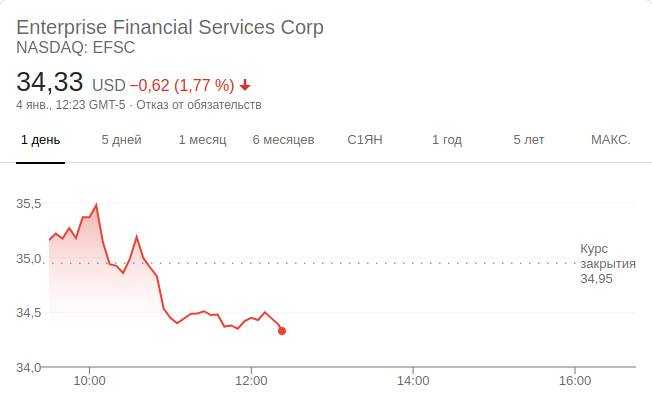 Enterprise Financial Services Corp
NASDAQ: EFSC
34,33 USD −0,62 (1,77 %)
4 янв., 12:23 GMT-5 · Отказ от обязательств
1 день 5 дней 1 месяц 6 месяцев С1ЯН 1 год 5 лет МАКС.
35,5
35,0
34,5
34,0
Курс
закрытия
34,95
10:00 12:00 14:00 16:00